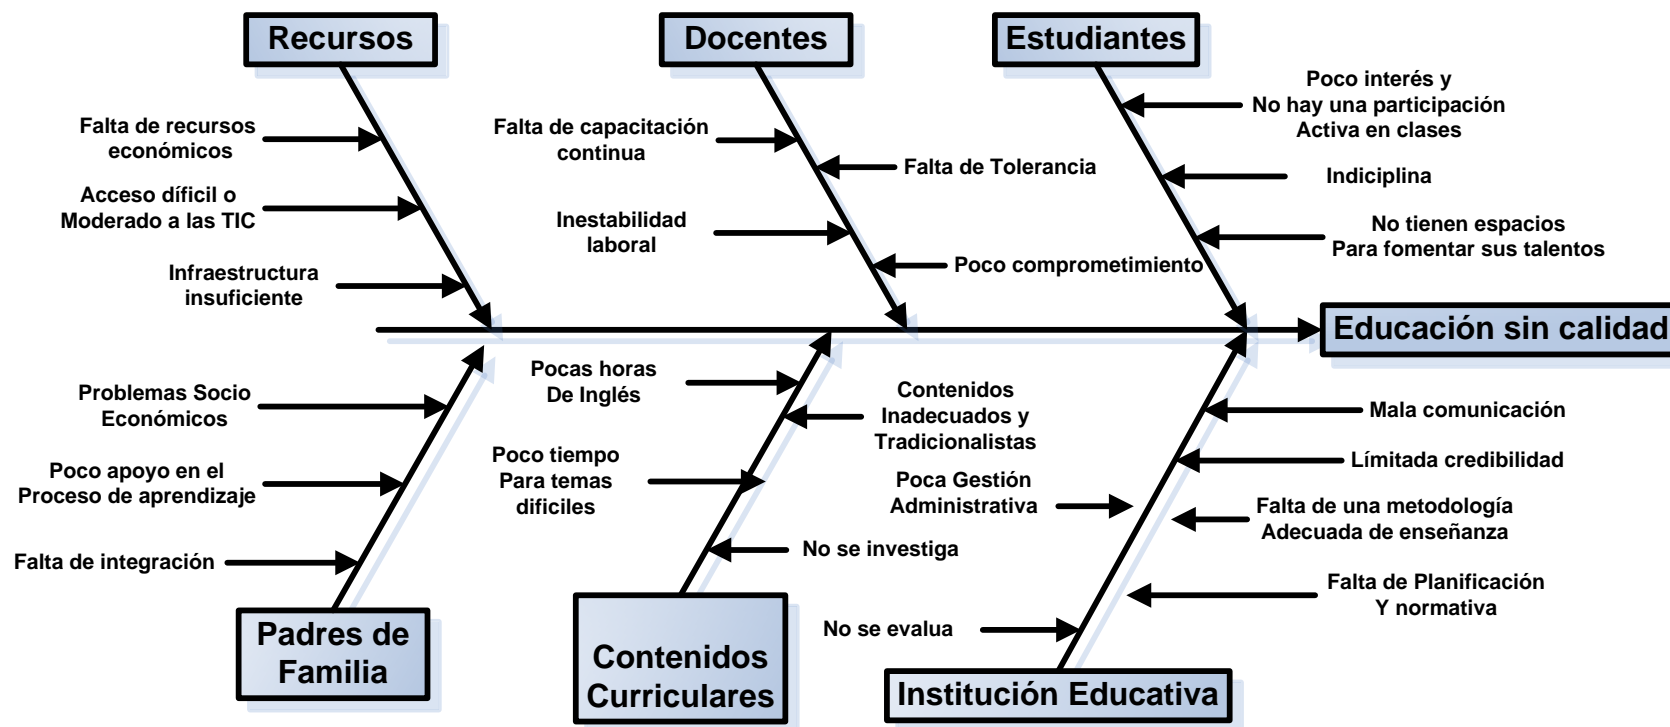 Recursos
Docentes
Estudiantes
Falta de recursos
económicos
Acceso díficil o
Moderado a las TIC
Infraestructura
insuficiente
Falta de capacitación
continua
Falta de Tolerancia
Inestabilidad
laboral
Poco comprometimiento
Poco interés y
No hay una participación
Activa en clases
Indiciplina
No tienen espacios
Para fomentar sus talentos
Educación sin calidad
Problemas Socio
Económicos
Poco apoyo en el
Proceso de aprendizaje
Falta de integración
Padres de
Familia
Pocas horas
De Inglés
Contenidos
Inadecuados y
Tradicionalistas
Poco tiempo
Para temas
dificiles
No se investiga
Contenidos
Curriculares
Mala comunicación
Límitada credibilidad
Poca Gestión
Administrativa
Falta de una metodología
Adecuada de enseñanza
Falta de Planificación
Y normativa
No se evalua
Institución Educativa